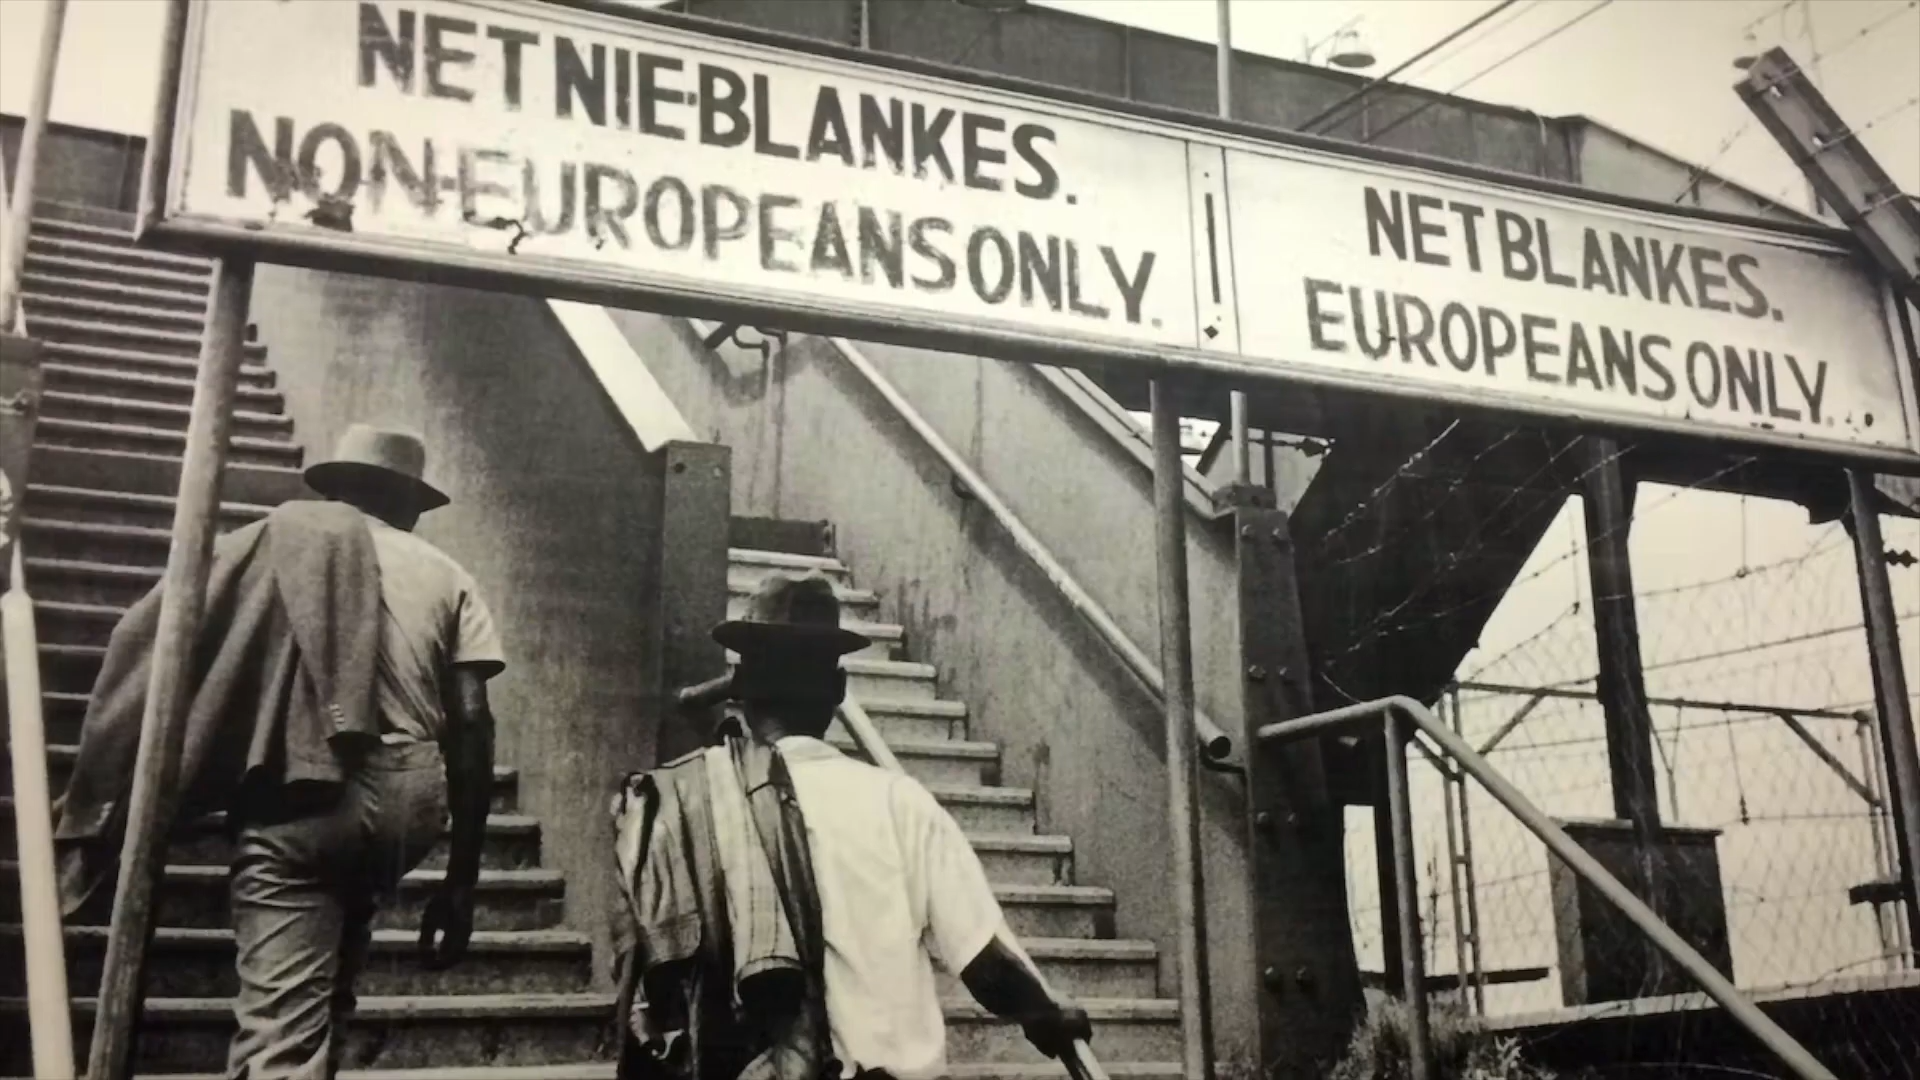 NET NIE-BLANKES.
NON-EUROPEANS ONLY.
NET BLANKES.
EUROPEANS ONLY.